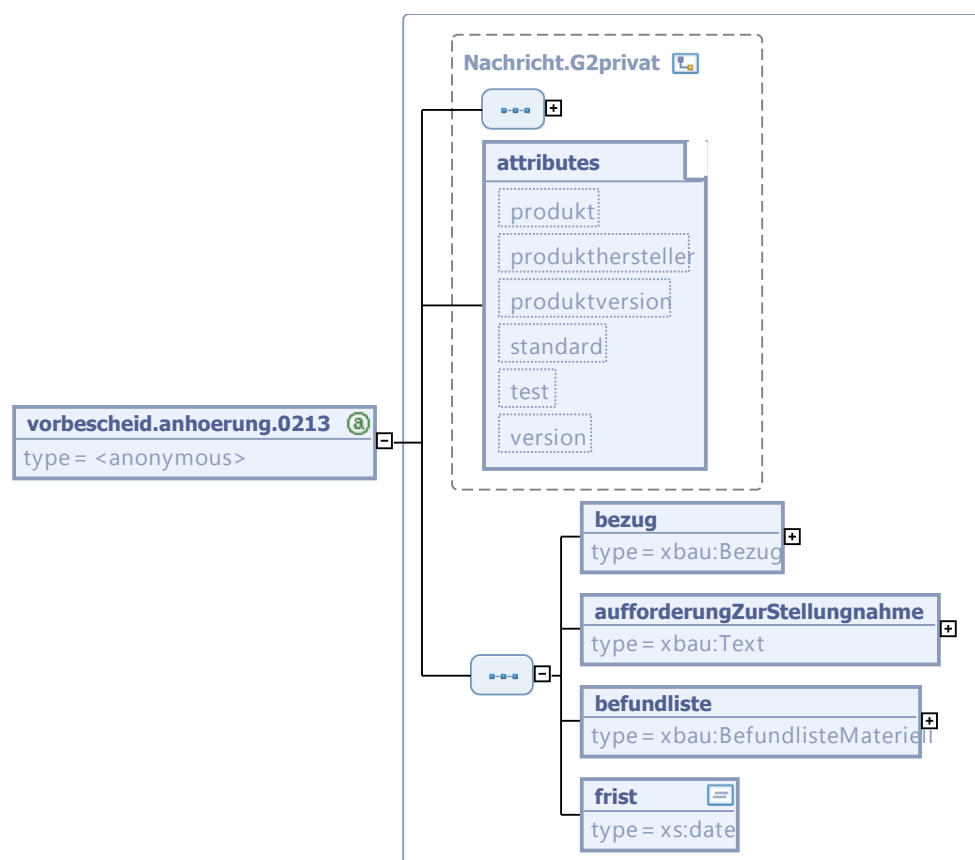 Nachricht.G2privat
attributes
produkt
produkthersteller
produktversion
standard
test
version
vorbescheid.anhoerung.0213
type = <anonymous>
bezug
type = xbau:Bezug
aufforderungZurStellungnahme
type = xbau:Text
befundliste
type = xbau:BefundlisteMateriell
frist
type = xs:date